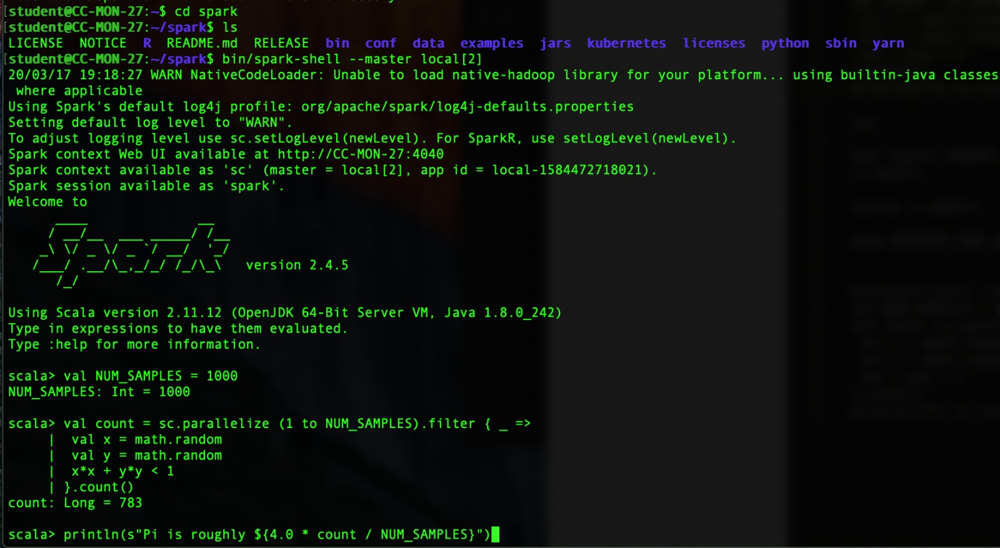 [student@CC-MON-27:~$ cd spark
[student@CC-MON-27:~/spark$ ls
LICENSE  NOTICE  R  README.md  RELEASE  bin  conf  data  examples  jars  kubernetes  licenses  python  sbin  yarn
[student@CC-MON-27:~/spark$ bin/spark-shell --master local[2]
20/03/17 19:18:27 WARN NativeCodeLoader: Unable to load native-hadoop library for your platform... using builtin-java classes
 where applicable
Using Spark's default log4j profile: org/apache/spark/log4j-defaults.properties
Setting default log level to "WARN".
To adjust logging level use sc.setLogLevel(newLevel). For SparkR, use setLogLevel(newLevel).
Spark context Web UI available at http://CC-MON-27:4040
Spark context available as 'sc' (master = local[2], app id = local-1584472718021).
Spark session available as 'spark'.
Welcome to
      ____              __
     / __/__  ___ _____/ /__
    _\ \/ _ \/ _ `/ __/  '_/
   /___/ .__/\_,_/_/ /_/\_\   version 2.4.5
      /_/
Using Scala version 2.11.12 (OpenJDK 64-Bit Server VM, Java 1.8.0_242)
Type in expressions to have them evaluated.
Type :help for more information.
scala> val NUM_SAMPLES = 1000
NUM_SAMPLES: Int = 1000
scala> val count = sc.parallelize (1 to NUM_SAMPLES).filter { _ =>
     |  val x = math.random
     |  val y = math.random
     |  x*x + y*y < 1
     | }.count()
count: Long = 783
scala> println(s"Pi is roughly ${4.0 * count / NUM_SAMPLES}")